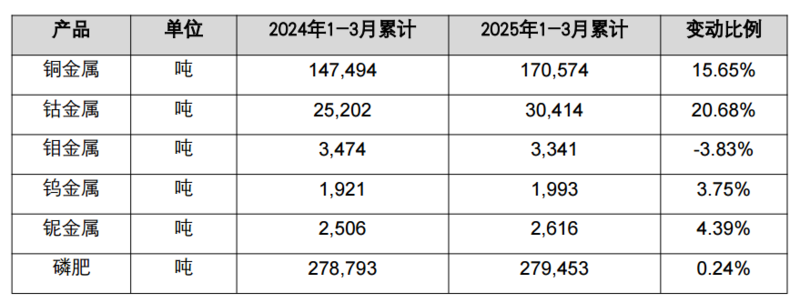 产品 单位 2024年1-3月累计 2025年1-3月累计 变动比例
铜金属 吨 147,494 170,574 15.65%
钴金属 吨 25,202 30,414 20.68%
钼金属 吨 3,474 3,341 -3.83%
钨金属 吨 1,921 1,993 3.75%
铌金属 吨 2,506 2,616 4.39%
磷肥 吨 278,793 279,453 0.24%